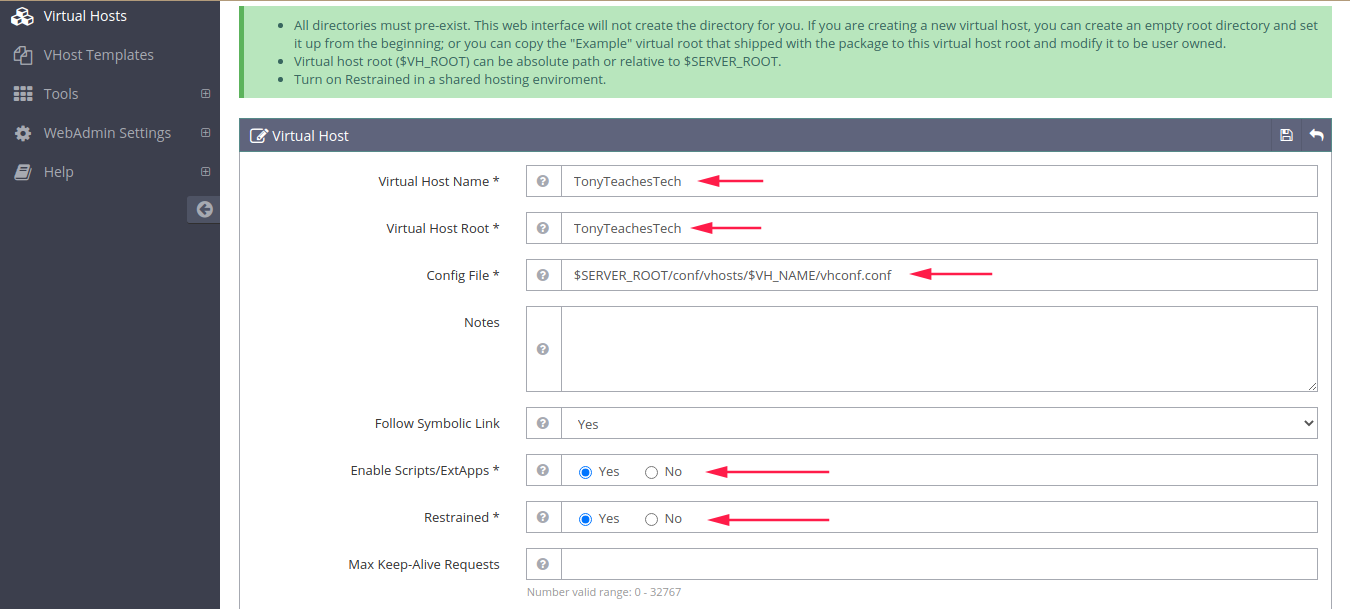 Virtual Hosts
VHost Templates
Tools
WebAdmin Settings
Help
All directories must pre-exist. This web interface will not create the directory for you. If you are creating a new virtual host, you can create an empty root directory and set
it up from the beginning; or you can copy the "Example" virtual root that shipped with the package to this virtual host root and modify it to be user owned.
Virtual host root ($VH_ROOT) can be absolute path or relative to $SERVER_ROOT.
Turn on Restrained in a shared hosting enviroment.
Virtual Host
Virtual Host Name * TonyTeachesTech
Virtual Host Root * TonyTeachesTech
Config File * $SERVER_ROOT/conf/vhosts/$VH_NAME/vhconf.conf
Notes
Follow Symbolic Link Yes
Enable Scripts/ExtApps * Yes No
Restrained * Yes No
Max Keep-Alive Requests
Number valid range: 0 - 32767